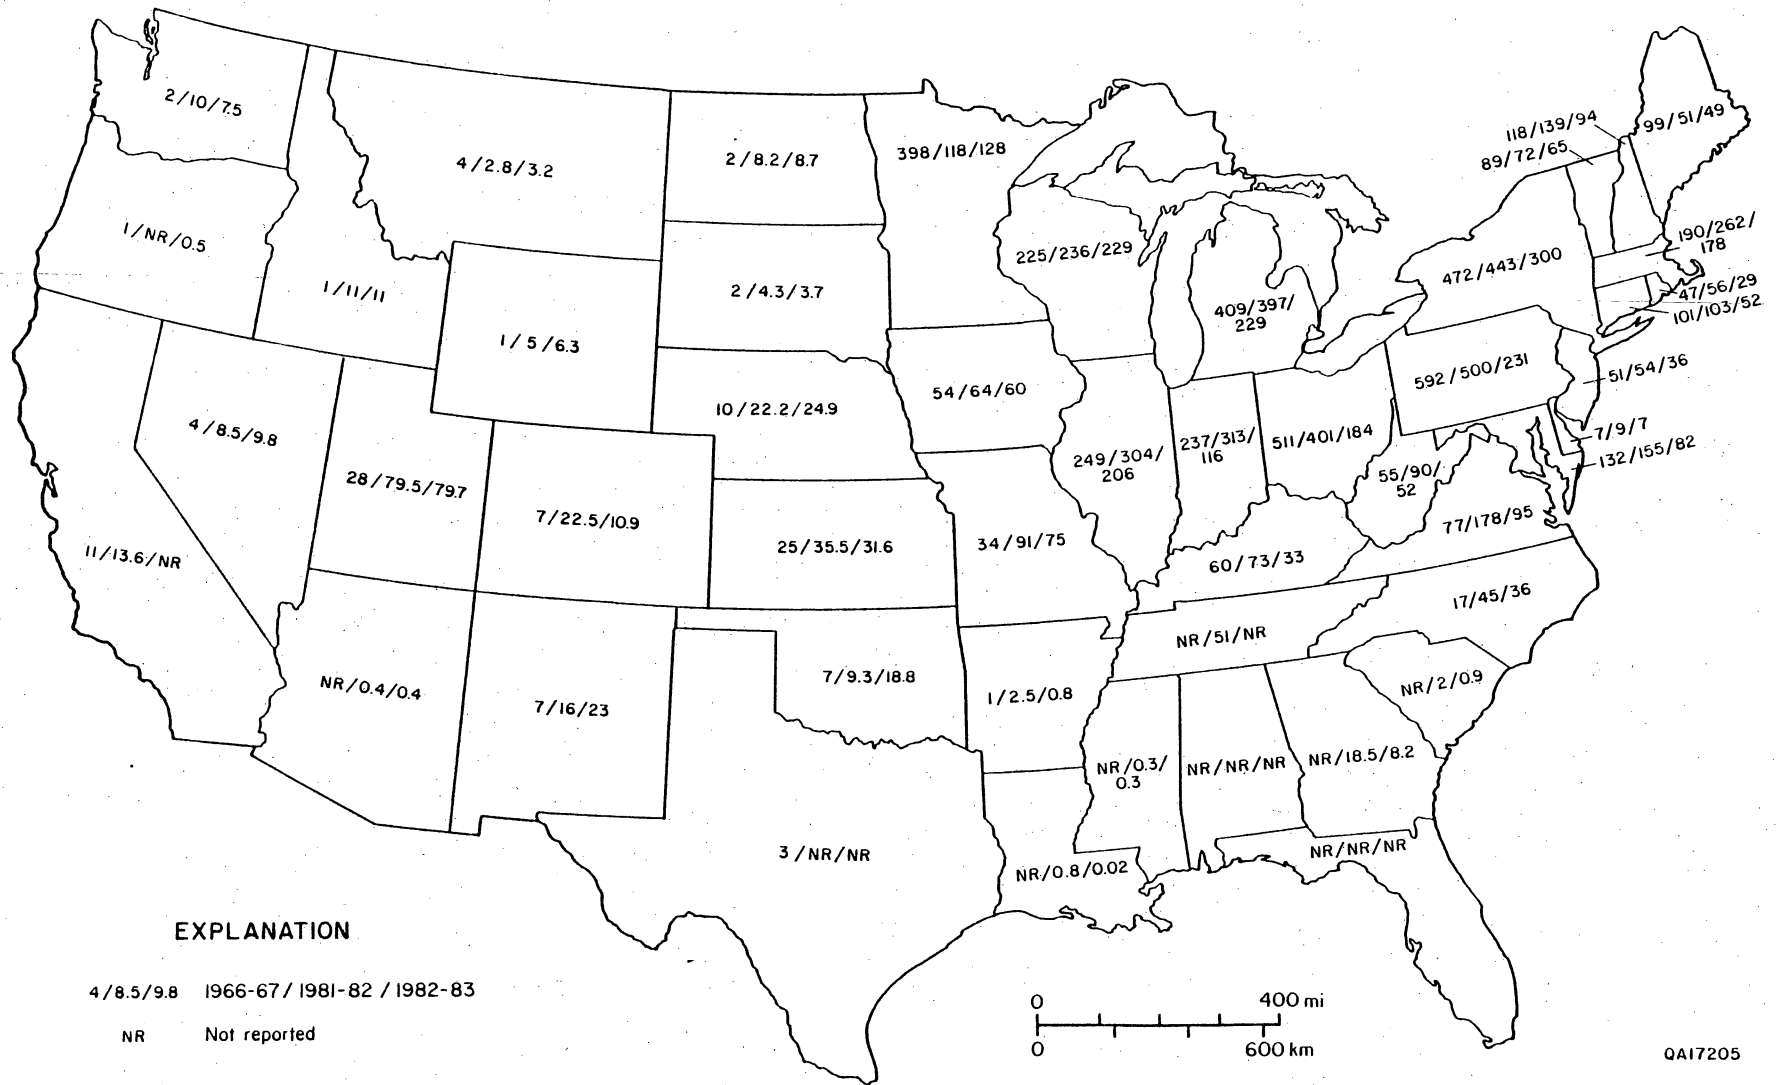 118/139/94
99/51/49
89/72/65
2/10/7.5
4/2.8/3.2
2/8.2/8.7
398/118/128
1/NR/0.5
1/11/11
2/4.3/3.7
225/236/229
409/397/
229
472/443/300
190/262/
178
47/56/29
101/103/52
1/5/6.3
592/500/231
51/54/36
4/8.5/9.8
10/22.2/24.9
54/64/60
249/304/
206
237/313/
116
511/401/184
7/9/7
132/155/82
55/90/
52
28/79.5/79.7
7/22.5/10.9
25/35.5/31.6
34/91/75
60/73/33
77/178/95
11/13.6/NR
17/45/36
NR/51/NR
NR/0.4/0.4
7/16/23
7/9.3/18.8
1/2.5/0.8
NR/2/0.9
NR/0.3/
0.3
NR/NR/NR
NR/18.5/8.2
3/NR/NR
NR/0.8/0.02
NR/NR/NR
EXPLANATION
4/8.5/9.8 1966-67/1981-82/1982-83
NR Not reported
0 400 mi
0 600 km
QA17205